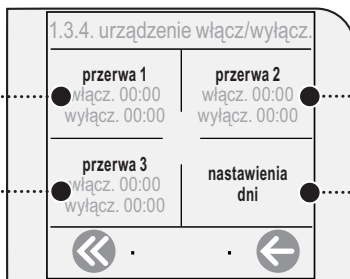 1.3.4. urządzenie włącz/wyłącz.
przerwa 1
włącz. 00:00
wyłącz. 00:00
przerwa 2
włącz. 00:00
wyłącz. 00:00
przerwa 3
włącz. 00:00
wyłącz. 00:00
nastawienia
dni